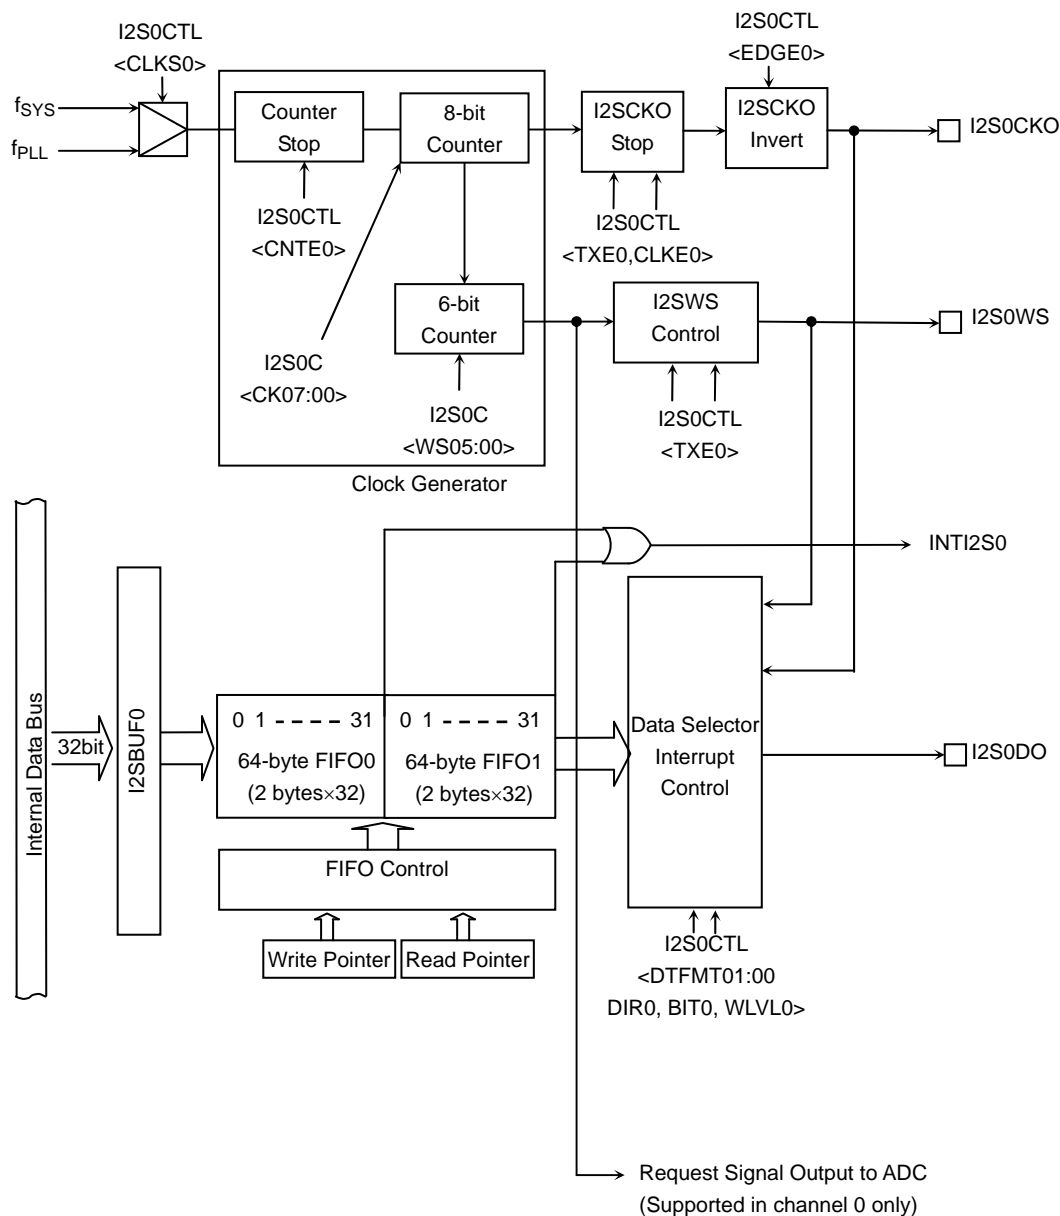 I2S0CTL
<CLKS0>
fSYS
fPLL
Counter
Stop
8-bit
Counter
I2SCKO
Stop
I2S0CTL
<EDGE0>
I2SCKO
Invert
I2S0CKO
I2S0CTL
<CNTE0>
I2S0CTL
<TXE0,CLKE0>
6-bit
Counter
I2SWS
Control
I2S0WS
I2S0C
<CK07:00>
I2S0C
<WS05:00>
I2S0CTL
<TXE0>
Clock Generator
INTI2S0
Internal Data Bus
32bit
I2SBUF0
0 1 ----- 31
64-byte FIFO0
(2 bytes×32)
0 1 ----- 31
64-byte FIFO1
(2 bytes×32)
Data Selector
Interrupt
Control
I2S0DO
FIFO Control
Write Pointer
Read Pointer
I2S0CTL
<DTFMT01:00
DIR0, BIT0, WLVL0>
Request Signal Output to ADC
(Supported in channel 0 only)